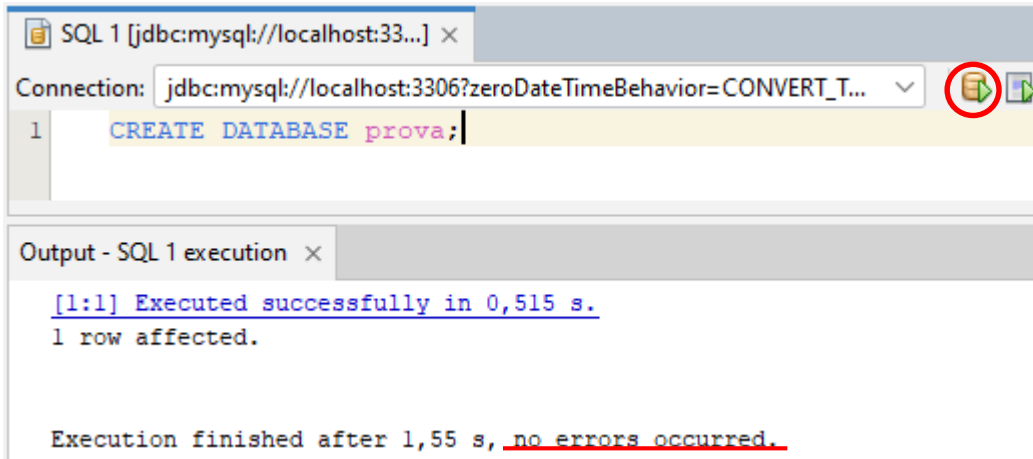 SQL 1 [jdbc:mysql://localhost:33...]
Connection: jdbc:mysql://localhost:3306?zeroDateTimeBehavior=CONVERT_T...
1 CREATE DATABASE prova;
Output - SQL 1 execution
[1:1] Executed successfully in 0,515 s.
1 row affected.
Execution finished after 1,55 s, no errors occurred.